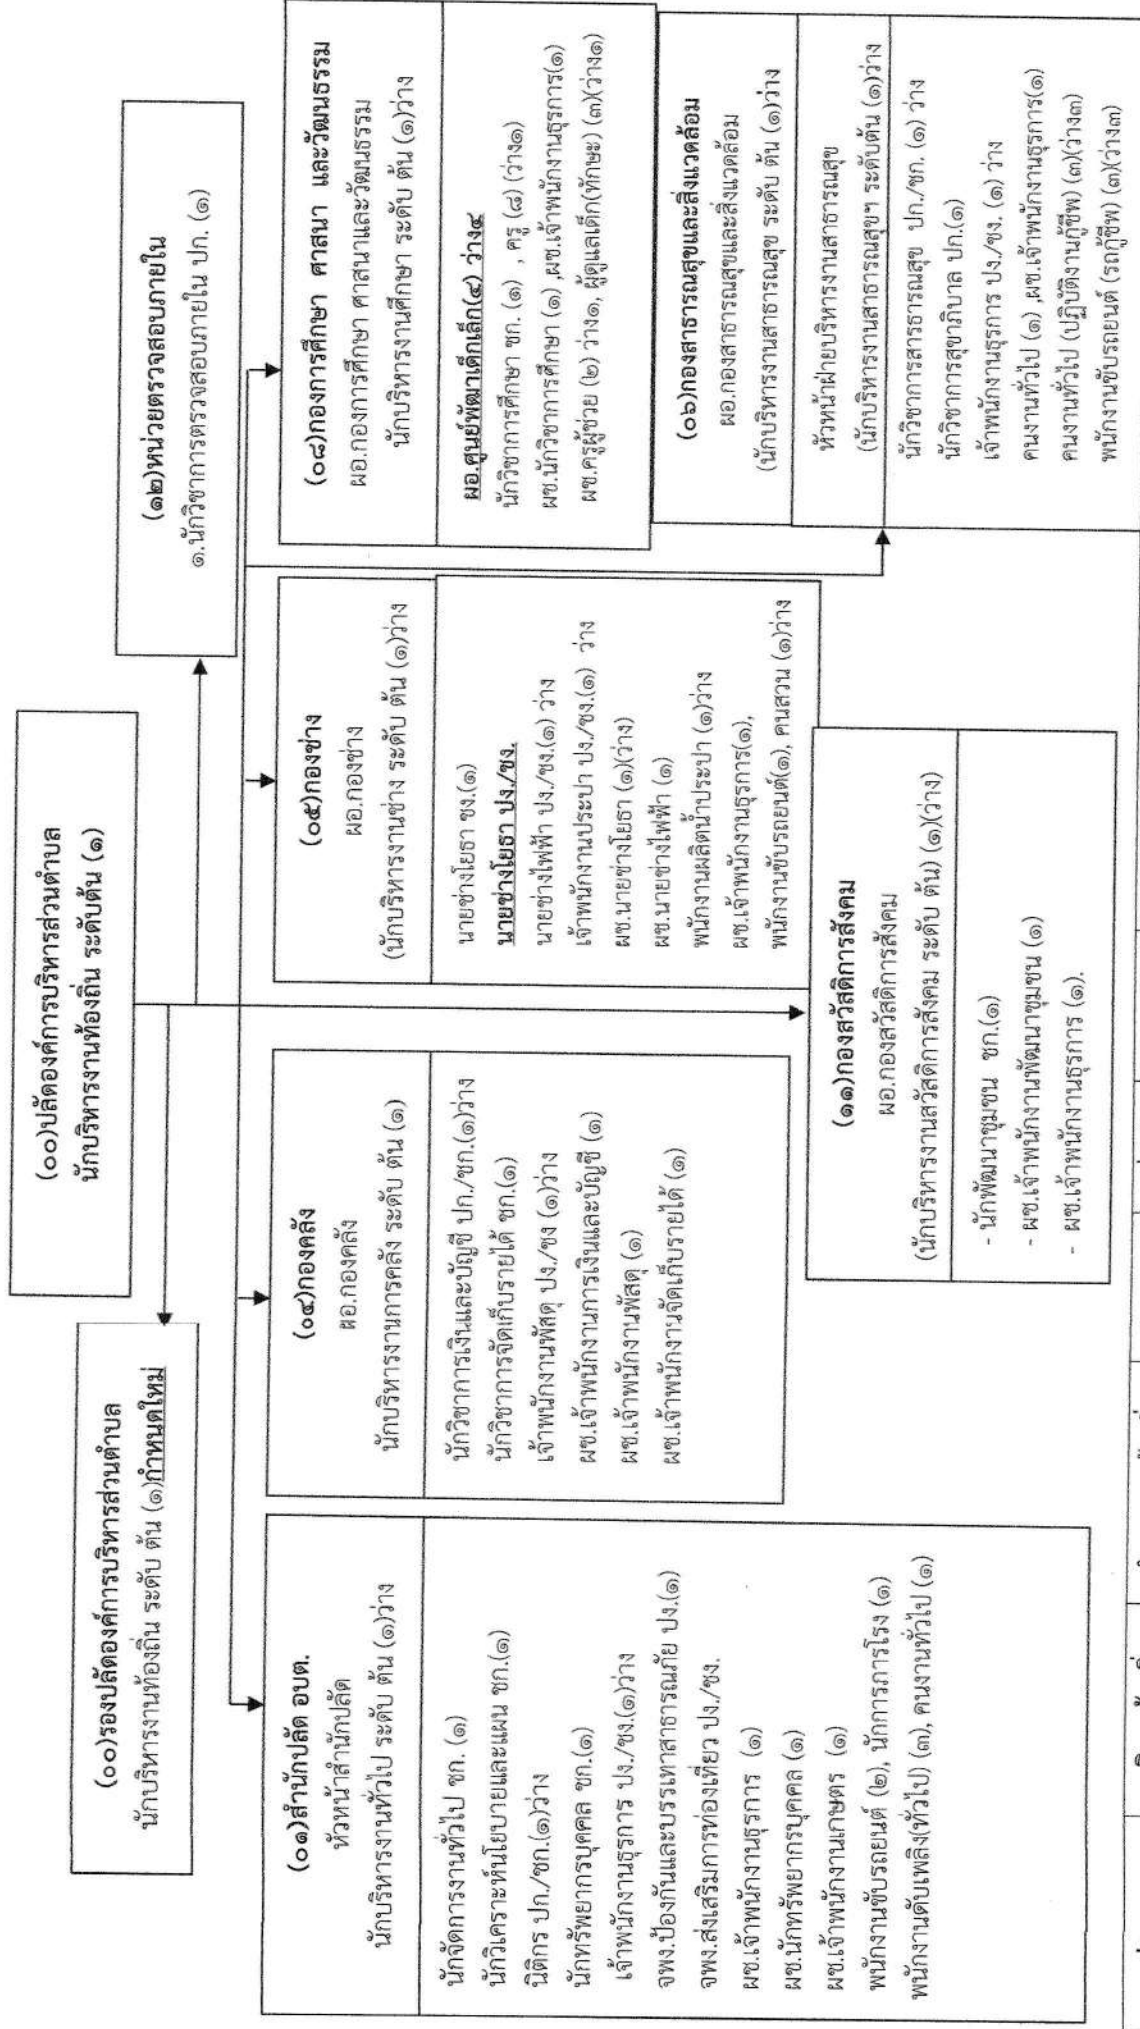 (๐๐)ปลัดองค์การบริหารส่วนตำบล
นักบริหารงานท้องถิ่น ระดับต้น (๑)
(๐๐)รองปลัดองค์การบริหารส่วนตำบล
นักบริหารงานท้องถิ่น ระดับ ต้น (๑)กำหนดใหม่
(๑๒)หน่วยตรวจสอบภายใน
๑.นักวิชาการตรวจสอบภายใน ปก. (๑)
(๐๑)สำนักปลัด อบต.
หัวหน้าสำนักปลัด
นักบริหารงานทั่วไป ระดับ ต้น (๑)ว่าง
นักจัดการงานทั่วไป ชก. (๑)
นักวิเคราะห์นโยบายและแผน ชก.(๑)
นิติกร ปก./ชก.(๑)ว่าง
นักทรัพยากรบุคคล ชก.(๑)
เจ้าพนักงานธุรการ ปง./ชง.(๑)ว่าง
จพง.ป้องกันและบรรเทาสาธารณภัย ปง.(๑)
จพง.ส่งเสริมการท่องเที่ยว ปง./ชง.
ผช.เจ้าพนักงานธุรการ (๑)
ผช.นักทรัพยากรบุคคล (๑)
ผช.เจ้าพนักงานเกษตร (๑)
พนักงานขับรถยนต์ (๒), นักการภารโรง (๑)
พนักงานดับเพลิง(ทั่วไป) (๓), คนงานทั่วไป (๑)
(๐๔)กองคลัง
ผอ.กองคลัง
นักบริหารงานการคลัง ระดับ ต้น (๑)
นักวิชาการเงินและบัญชี ปก./ชก.(๑)ว่าง
นักวิชาการจัดเก็บรายได้ ชก.(๑)
เจ้าพนักงานพัสดุ ปง./ชง (๑)ว่าง
ผช.เจ้าพนักงานการเงินและบัญชี (๑)
ผช.เจ้าพนักงานพัสดุ (๑)
ผช.เจ้าพนักงานจัดเก็บรายได้ (๑)
(๐๕)กองช่าง
ผอ.กองช่าง
(นักบริหารงานช่าง ระดับ ต้น (๑)ว่าง
นายช่างโยธา ชง.(๑)
นายช่างโยธา ปง./ชง.
นายช่างไฟฟ้า ปง./ชง.(๑) ว่าง
เจ้าพนักงานประปา ปง./ชง.(๑) ว่าง
ผช.นายช่างโยธา (๑)(ว่าง)
ผช.นายช่างไฟฟ้า (๑)
พนักงานผลิตน้ำประปา (๑)ว่าง
ผช.เจ้าพนักงานธุรการ(๑),
พนักงานขับรถยนต์(๑), คนสวน (๑)ว่าง
(๐๘)กองการศึกษา ศาสนา และวัฒนธรรม
ผอ.กองการศึกษา ศาสนาและวัฒนธรรม
นักบริหารงานศึกษา ระดับ ต้น (๑)ว่าง
ผอ.ศูนย์พัฒาเด็กเล็ก(๔) ว่าง๔
นักวิชาการศึกษา ชก. (๑) , ครู (๘) (ว่าง๑)
ผช.นักวิชาการศึกษา (๑) ,ผช.เจ้าพนักงานธุรการ(๑)
ผช.ครูผู้ช่วย (๒) ว่าง๑, ผู้ดูแลเด็ก(ทักษะ) (๓)(ว่าง๑)
(๑๑)กองสวัสดิการสังคม
ผอ.กองสวัสดิการสังคม
(นักบริหารงานสวัสดิการสังคม ระดับ ต้น) (๑)(ว่าง)
- นักพัฒนาชุมชน ชก.(๑)
- ผช.เจ้าพนักงานพัฒนาชุมชน (๑)
- ผช.เจ้าพนักงานธุรการ (๑).
(๐๖)กองสาธารณสุขและสิ่งแวดล้อม
ผอ.กองสาธารณสุขและสิ่งแวดล้อม
(นักบริหารงานสาธารณสุข ระดับ ต้น (๑)ว่าง
หัวหน้าฝ่ายบริหารงานสาธารณสุข
(นักบริหารงานสาธารณสุขฯ ระดับต้น (๑)ว่าง
นักวิชาการสารธารณสุข ปก./ชก. (๑) ว่าง
นักวิชาการสุขาภิบาล ปก.(๑)
เจ้าพนักงานธุรการ ปง./ชง. (๑) ว่าง
คนงานทั่วไป (๑) ,ผช.เจ้าพนักงานธุรการ(๑)
คนงานทั่วไป (ปฏิบัติงานกู้ชีพ) (๓)(ว่าง๓)
พนักงานขับรถยนต์ (รถกู้ชีพ) (๓)(ว่าง๓)